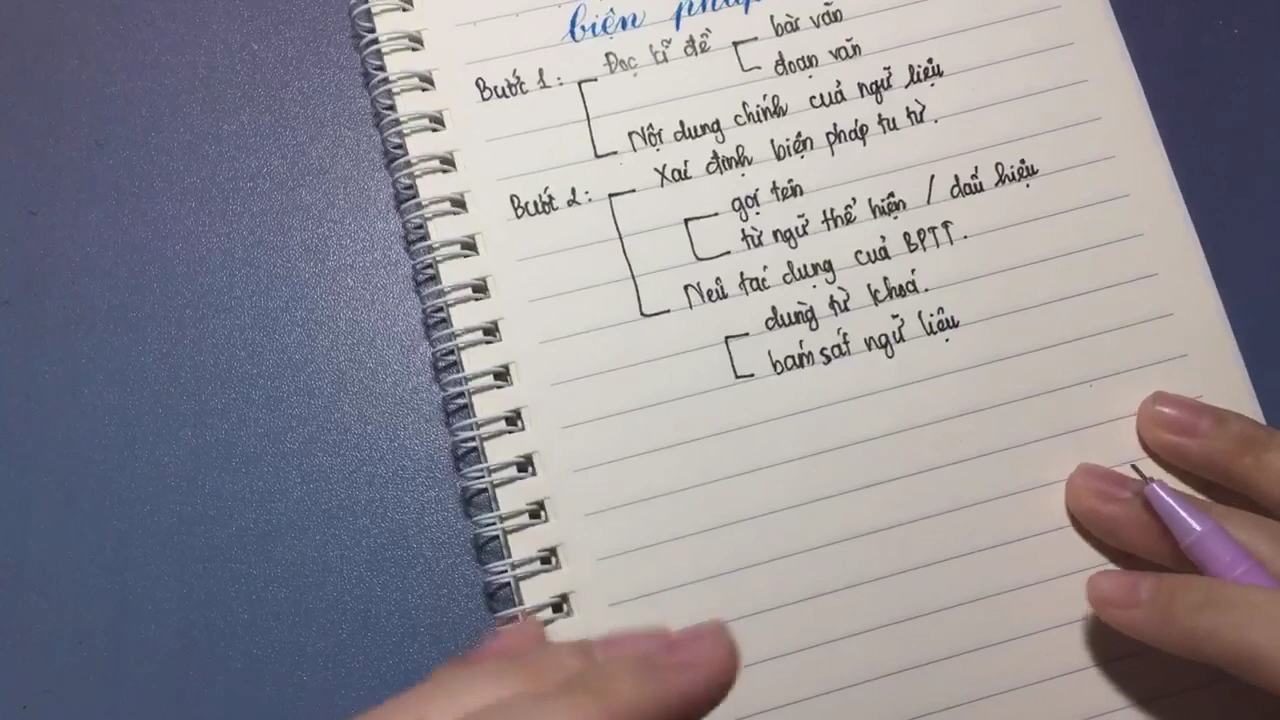 biện pháp
Bước 1: Đọc kĩ đề bài văn
đoạn văn
Nội dung chính của ngữ liệu
Bước 2: Xác định biện pháp tu từ.
gọi tên
từ ngữ thể hiện / dấu hiệu
Nêu tác dụng của BPTT.
dùng từ khoá.
bám sát ngữ liệu